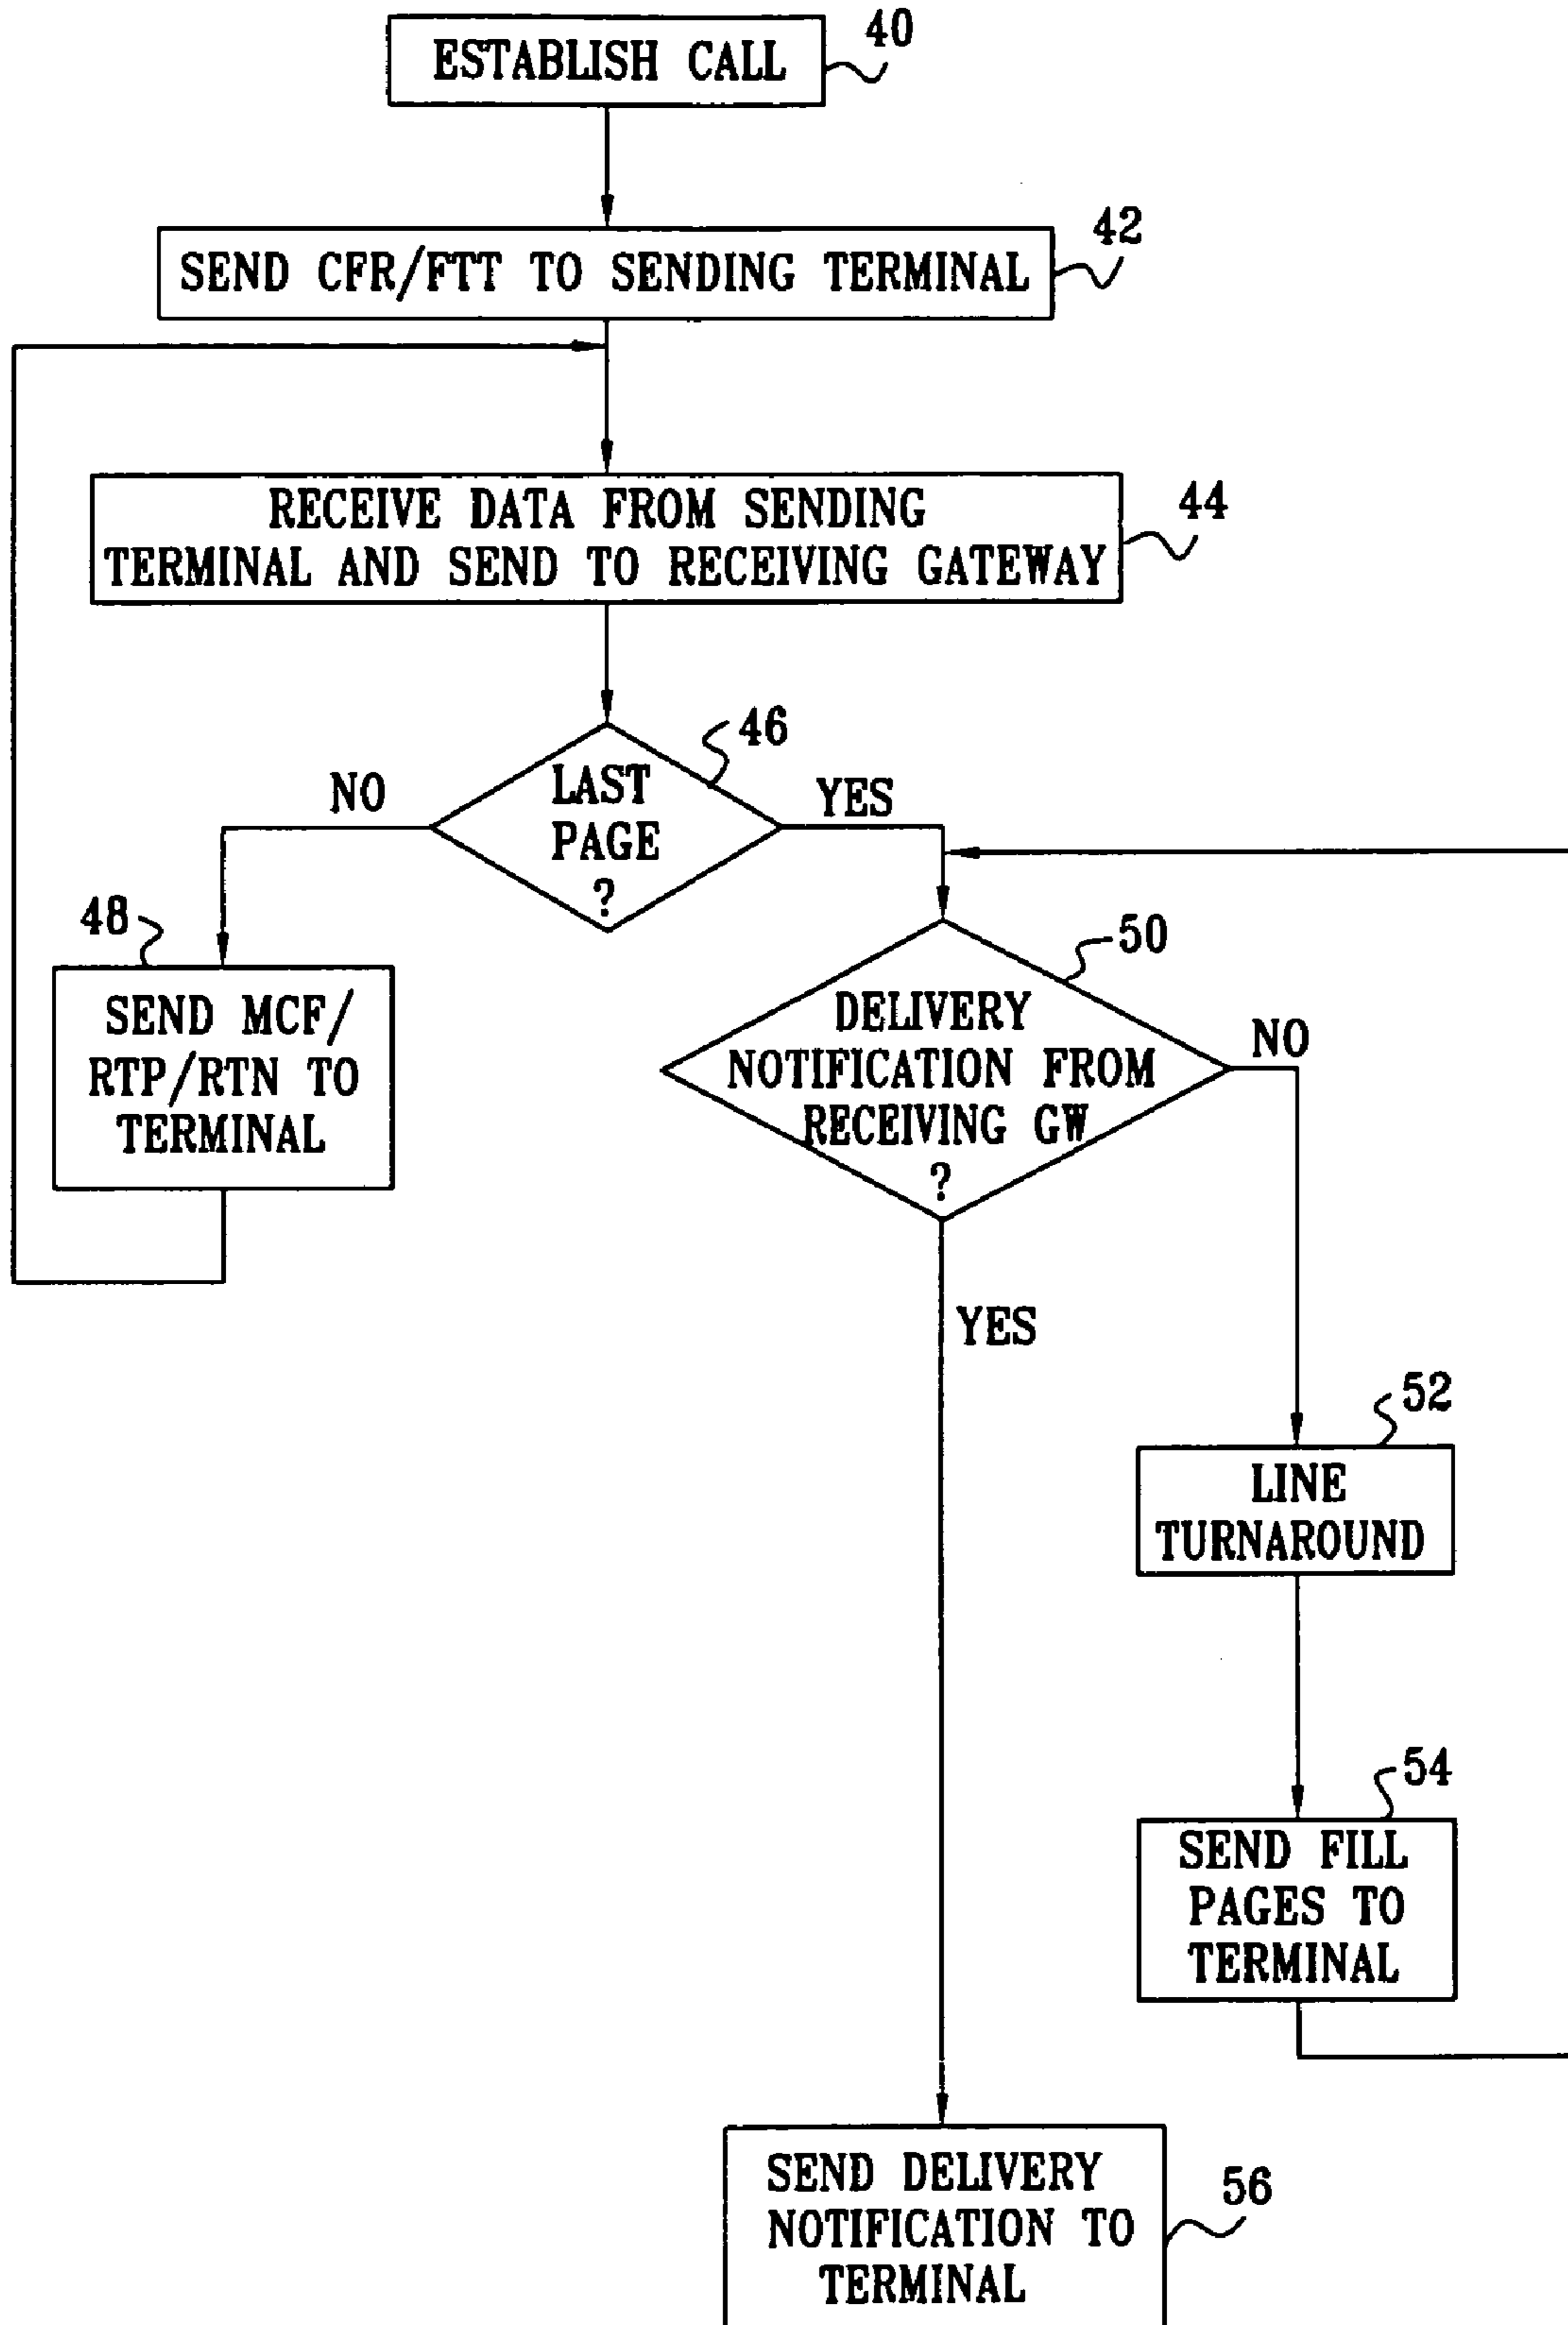 ESTABLISH CALL
40
SEND CFR/FTT TO SENDING TERMINAL
42
RECEIVE DATA FROM SENDING
TERMINAL AND SEND TO RECEIVING GATEWAY
44
46
LAST
PAGE
?
NO
YES
48
SEND MCF/
RTP/RTN TO
TERMINAL
50
DELIVERY
NOTIFICATION FROM
RECEIVING GW
?
NO
YES
52
LINE
TURNAROUND
54
SEND FILL
PAGES TO
TERMINAL
SEND DELIVERY
NOTIFICATION TO
TERMINAL
56